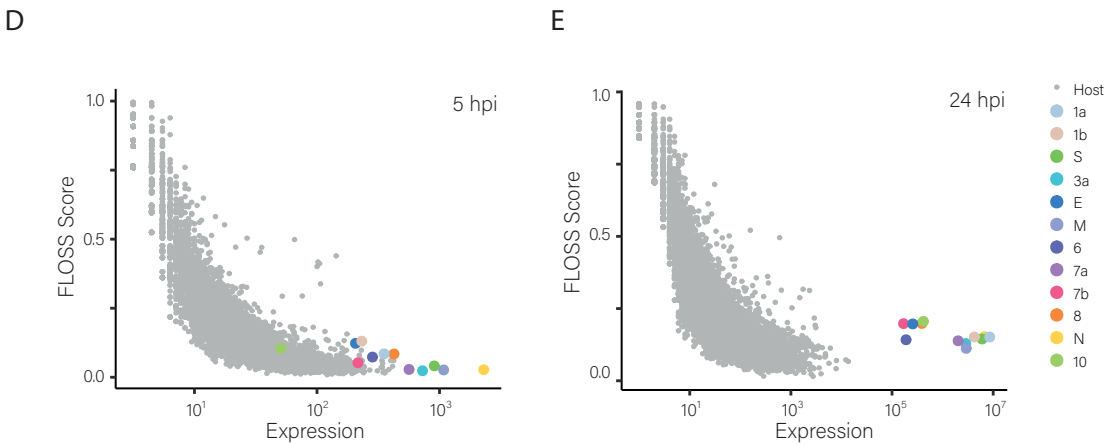 D
E
5 hpi
24 hpi
FLOSS Score
1.0
0.5
0.0
10¹
10²
10³
Expression
FLOSS Score
1.0
0.5
0.0
10¹
10³
10⁵
10⁷
Expression
Host
1a
1b
S
3a
E
M
6
7a
7b
8
N
10